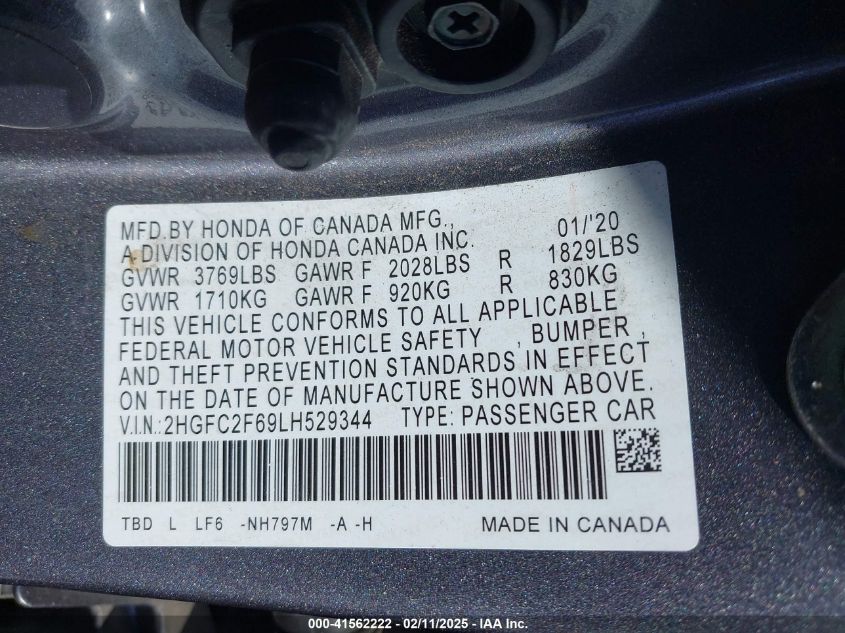 MFD.BY HONDA OF CANADA MFG., 01/'20
A DIVISION OF HONDA CANADA INC.
GVWR 3769LBS GAWR F 2028LBS R 1829LBS
GVWR 1710KG GAWR F 920KG R 830KG
THIS VEHICLE CONFORMS TO ALL APPLICABLE
FEDERAL MOTOR VEHICLE SAFETY , BUMPER ,
AND THEFT PREVENTION STANDARDS IN EFFECT
ON THE DATE OF MANUFACTURE SHOWN ABOVE.
V.I.N.:2HGFC2F69LH529344 TYPE: PASSENGER CAR
TBD L LF6 -NH797M -A -H MADE IN CANADA
000-41562222 - 02/11/2025 - IAA Inc.